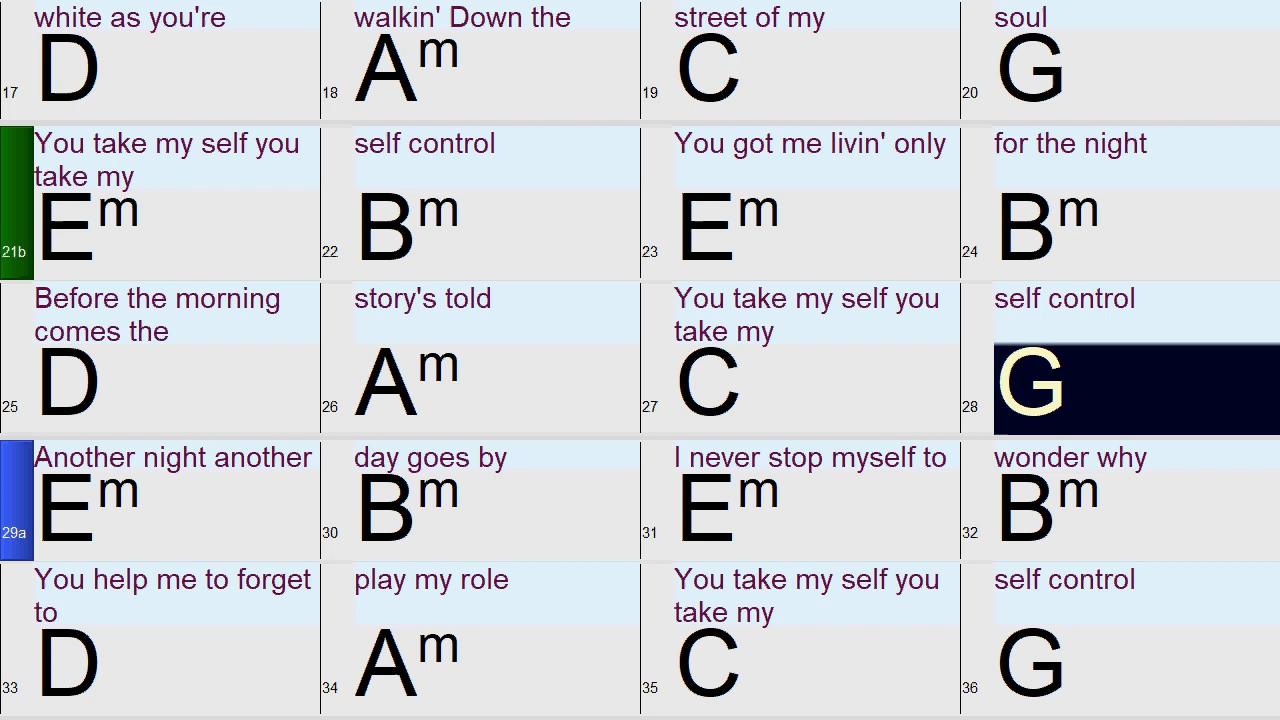 white as you're walkin' Down the street of my soul
17 D 18 Am 19 C 20 G
You take my self you self control You got me livin' only for the night
take my
21b Em 22 Bm 23 Em 24 Bm
Before the morning story's told You take my self you self control
comes the take my
25 D 26 Am 27 C 28 G
Another night another day goes by I never stop myself to wonder why
29a Em 30 Bm 31 Em 32 Bm
You help me to forget play my role You take my self you self control
to take my
33 D 34 Am 35 C 36 G